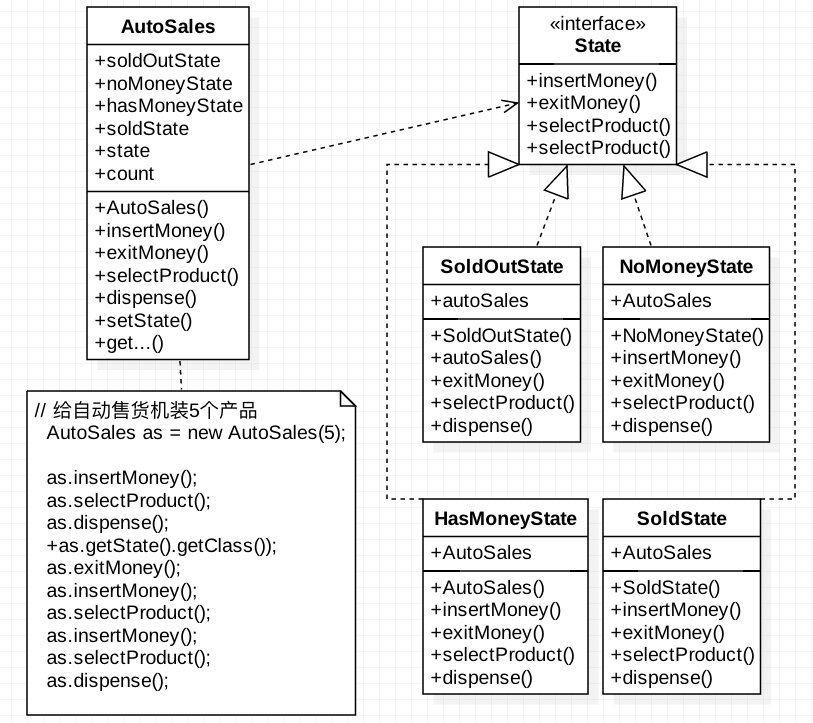 AutoSales
+soldOutState
+noMoneyState
+hasMoneyState
+soldState
+state
+count
+AutoSales()
+insertMoney()
+exitMoney()
+selectProduct()
+dispense()
+setState()
+get...()
«interface»
State
+insertMoney()
+exitMoney()
+selectProduct()
+selectProduct()
SoldOutState
+autoSales
+SoldOutState()
+autoSales()
+exitMoney()
+selectProduct()
+dispense()
NoMoneyState
+AutoSales
+NoMoneyState()
+insertMoney()
+exitMoney()
+selectProduct()
+dispense()
// 给自动售货机装5个产品
AutoSales as = new AutoSales(5);
as.insertMoney();
as.selectProduct();
as.dispense();
+as.getState().getClass());
as.exitMoney();
as.insertMoney();
as.selectProduct();
as.insertMoney();
as.selectProduct();
as.dispense();
HasMoneyState
+AutoSales
+AutoSales()
+insertMoney()
+exitMoney()
+selectProduct()
+dispense()
SoldState
+AutoSales
+SoldState()
+insertMoney()
+exitMoney()
+selectProduct()
+dispense()